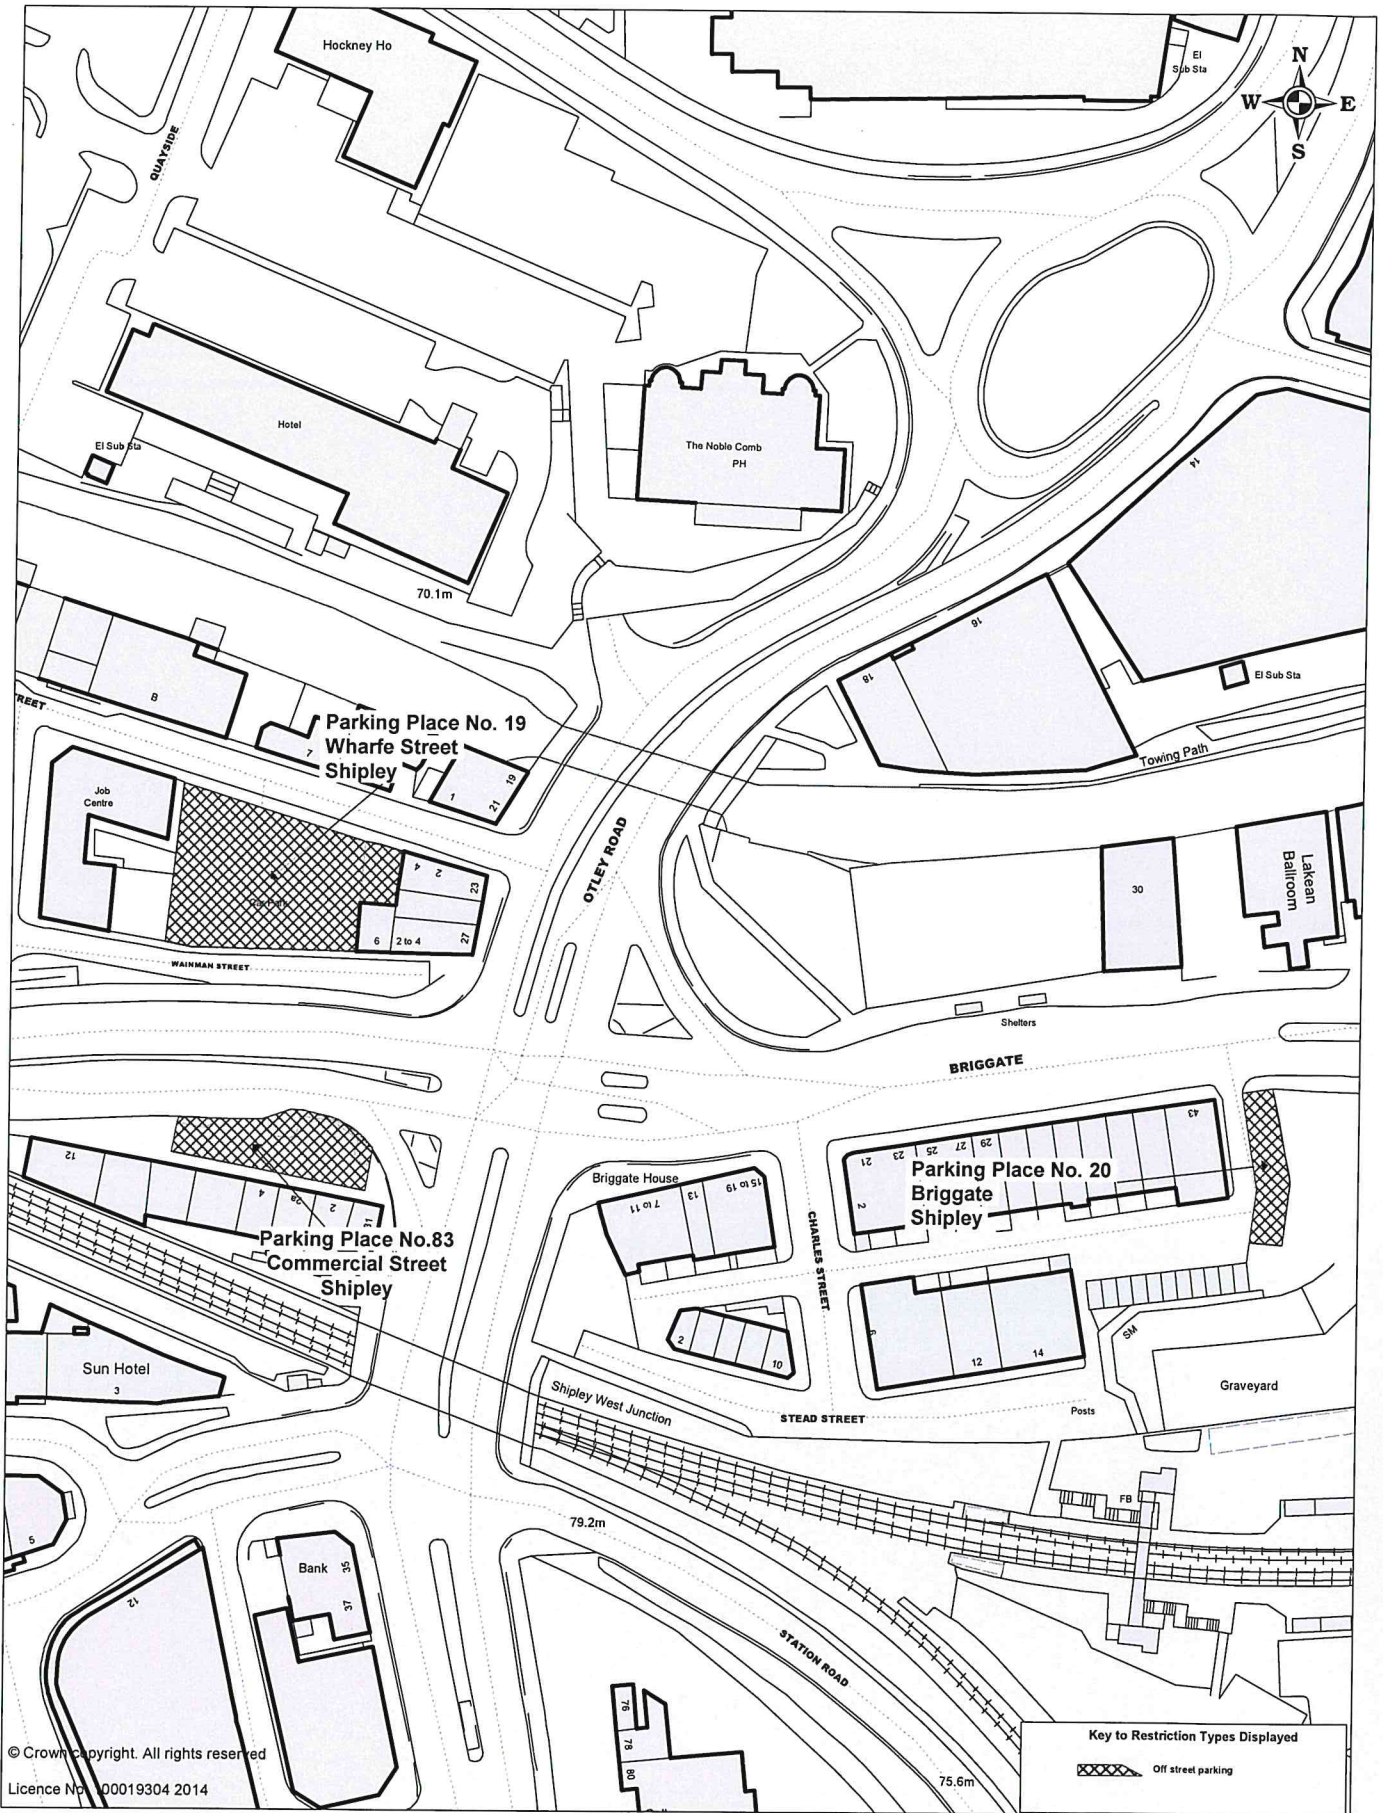 Hockney Ho
El
Sub Sta
N
W E
S
QUAYSIDE
Hotel
El Sub Sta
The Noble Comb
PH
14
70.1m
16
18
El Sub Sta
8
REET
Parking Place No. 19
Wharfe Street
Shipley
7
1
19
21
Towing Path
Job
Centre
OTLEY ROAD
4
2
23
6
2 to 4
27
30
Lakean
Ballroom
WAINMAN STREET
Shelters
BRIGGATE
12
4
2a
2
31
Parking Place No.83
Commercial Street
Shipley
Briggate House
7 to 11
13
15 to 19
CHARLES STREET
21
23
25
27
29
43
2
Parking Place No. 20
Briggate
Shipley
Sun Hotel
3
2
10
6
12
14
SM
Graveyard
Shipley West Junction
STEAD STREET
Posts
5
79.2m
FB
Bank
35
37
12
STATION ROAD
76
78
80
75.6m
Key to Restriction Types Displayed
Off street parking
© Crown copyright. All rights reserved
Licence No 100019304 2014